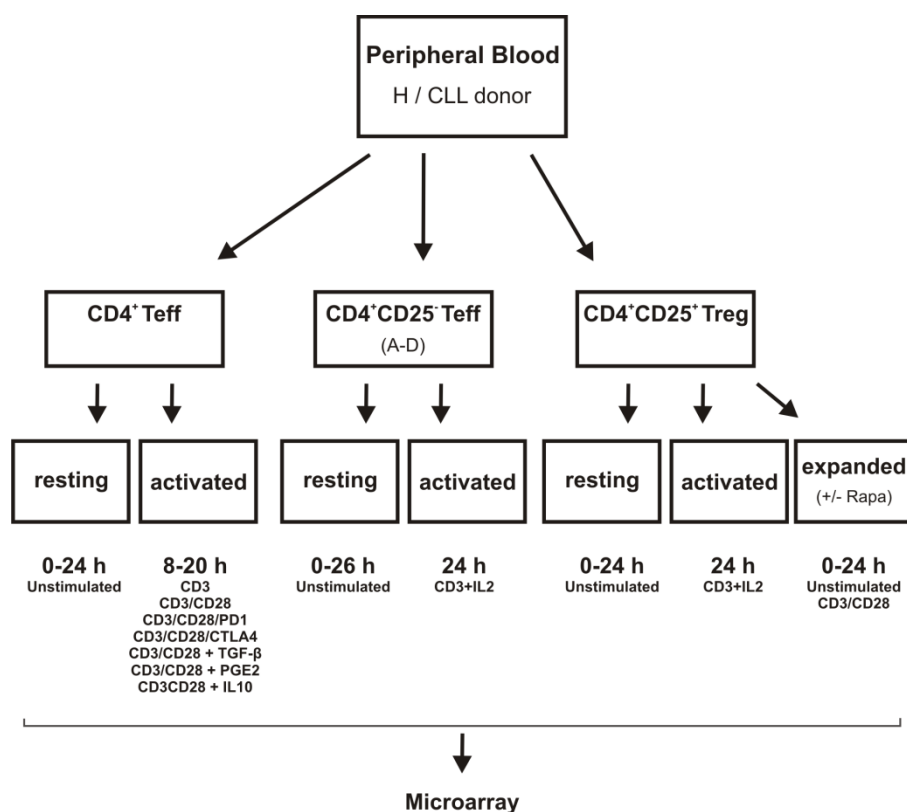 Peripheral Blood
H / CLL donor
CD4⁺ Teff
CD4⁺CD25⁻ Teff
(A-D)
CD4⁺CD25⁺ Treg
resting
activated
resting
activated
resting
activated
expanded
(+/- Rapa)
0-24 h
Unstimulated
8-20 h
CD3
CD3/CD28
CD3/CD28/PD1
CD3/CD28/CTLA4
CD3/CD28 + TGF-β
CD3/CD28 + PGE2
CD3CD28 + IL10
0-26 h
Unstimulated
24 h
CD3+IL2
0-24 h
Unstimulated
24 h
CD3+IL2
0-24 h
Unstimulated
CD3/CD28
Microarray